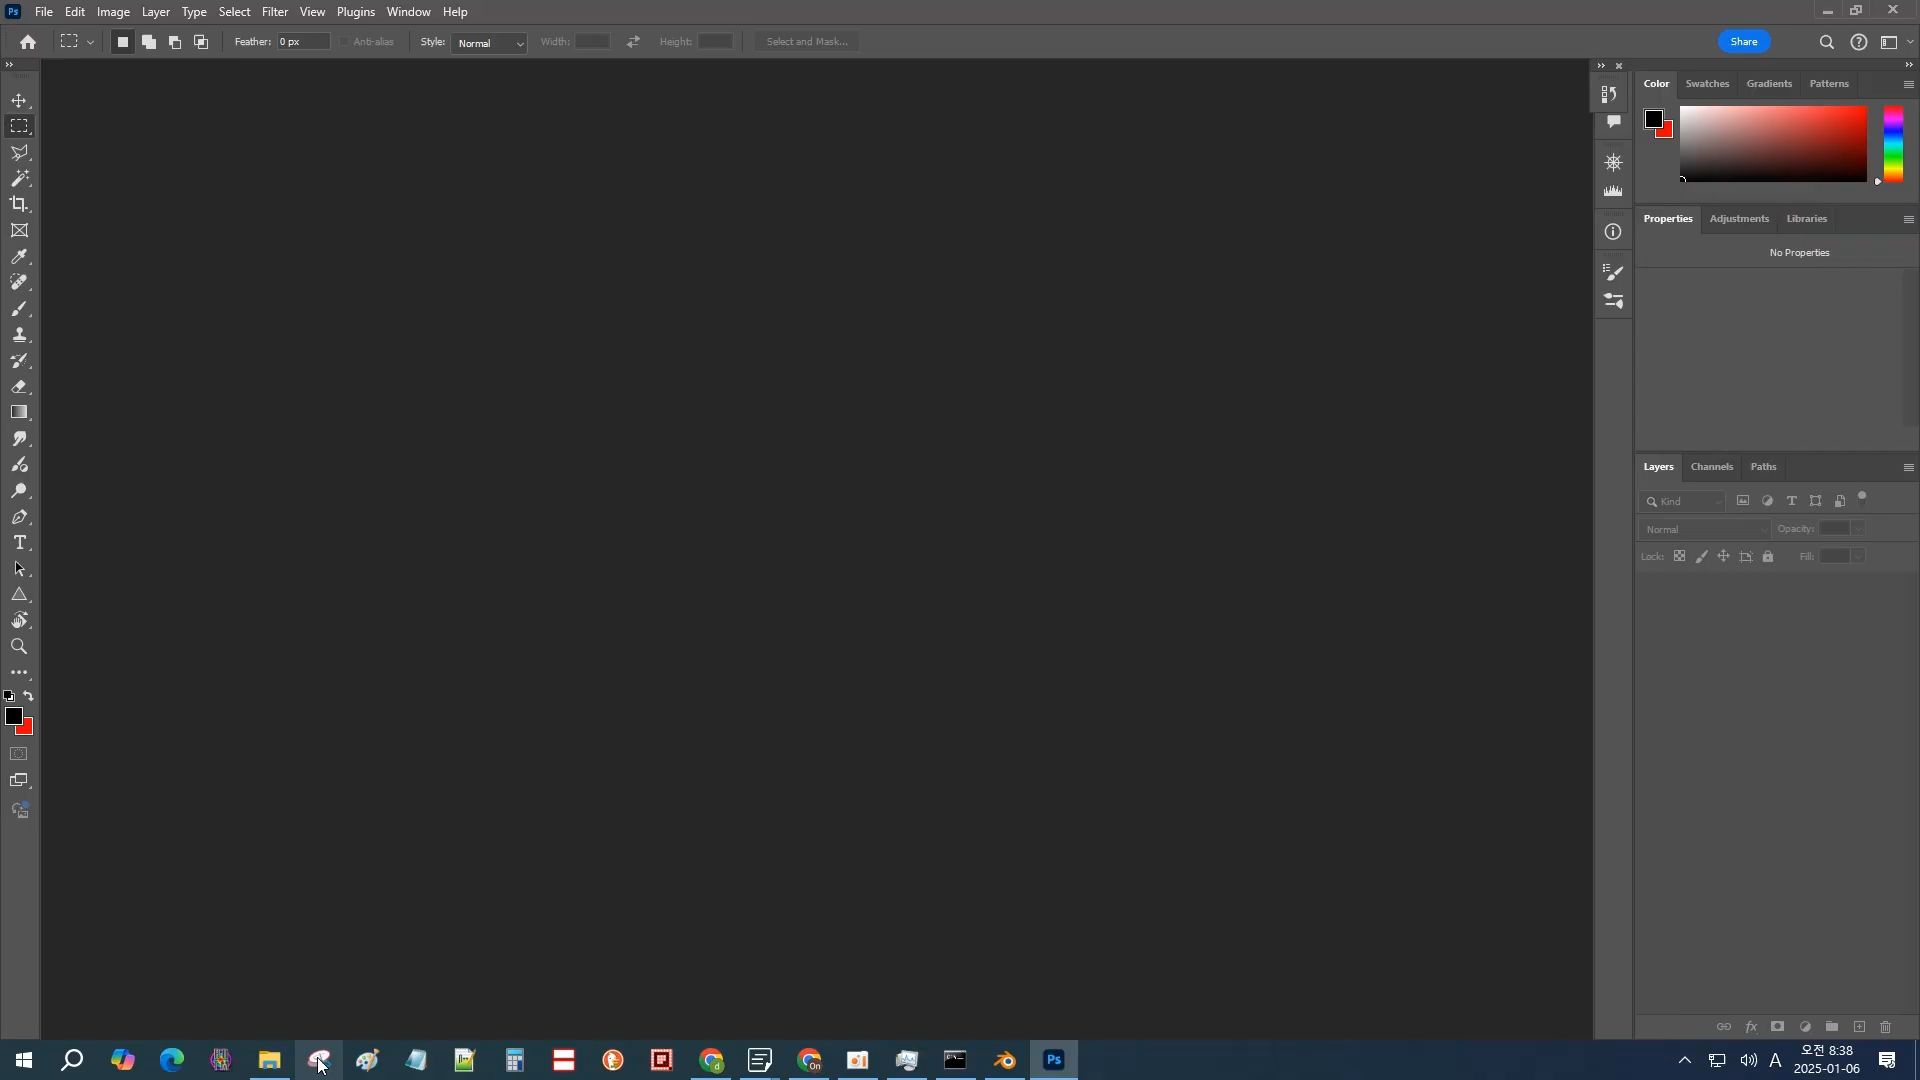 Ps File Edit Image Layer Type Select Filter View Plugins Window Help
Feather: 0 px Anti-alias Style: Normal Width: Height: Select and Mask... Share
Color Swatches Gradients Patterns
Properties Adjustments Libraries
No Properties
Layers Channels Paths
Kind
Normal Opacity:
Lock: Fill:
Ps
A
오전 8:38
2025-01-06